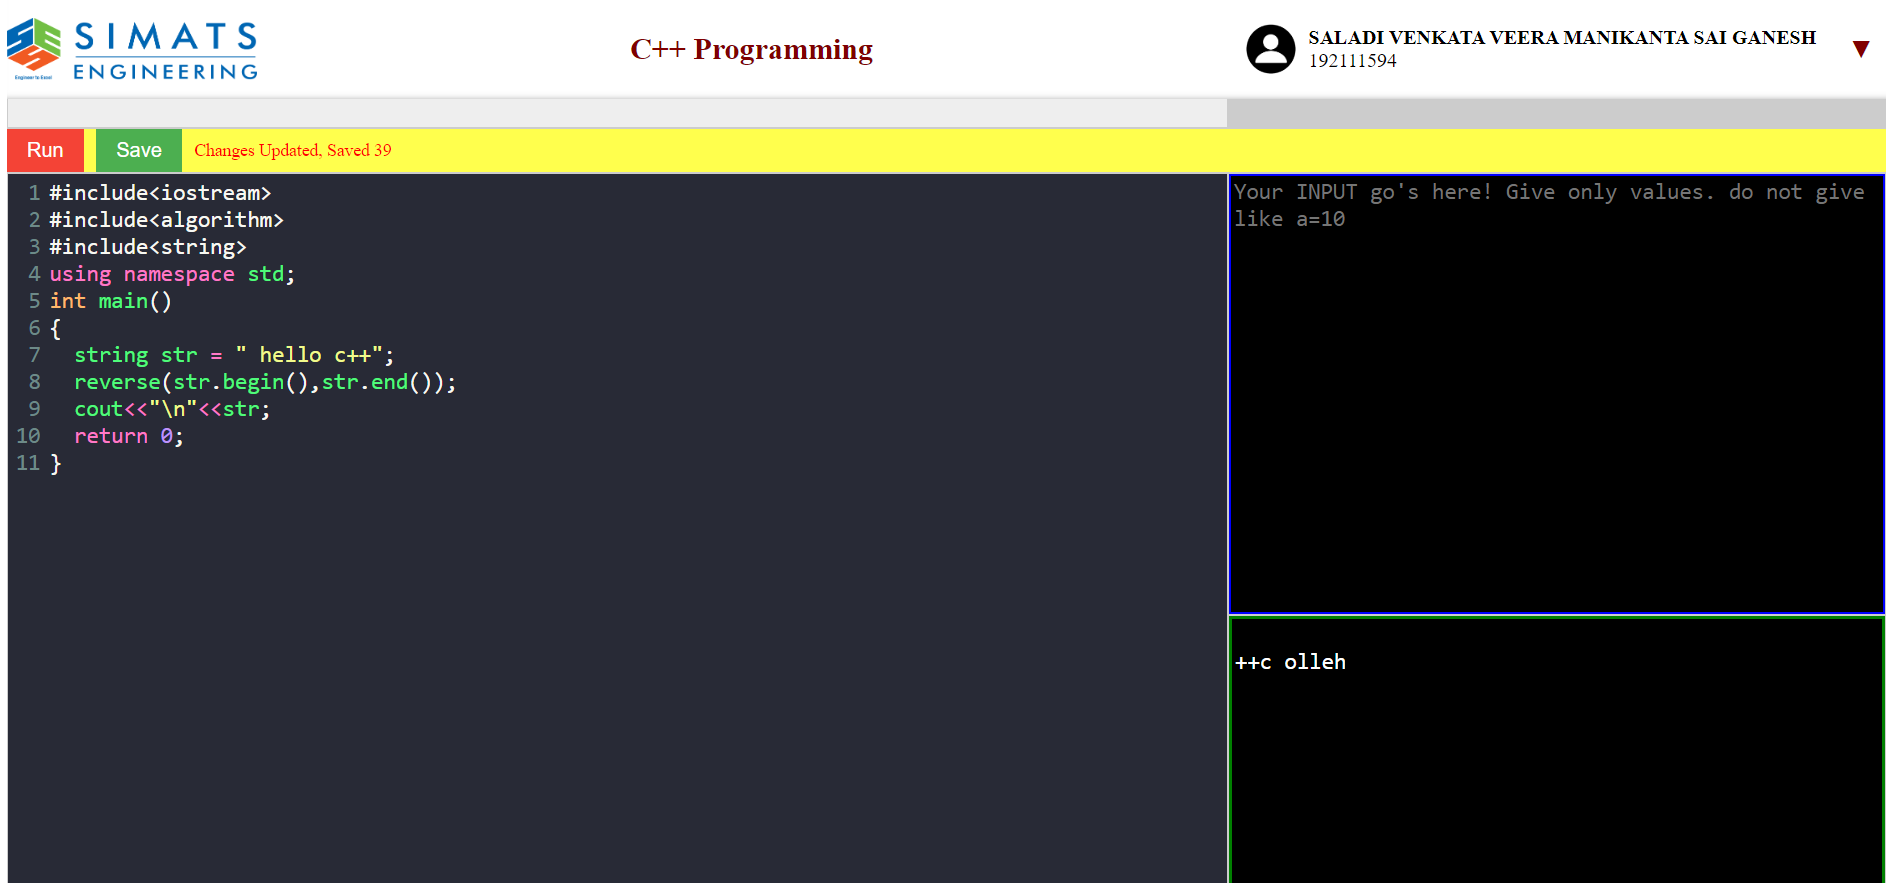 SIMATS
ENGINEERING
Engineer to Excel
C++ Programming
SALADI VENKATA VEERA MANIKANTA SAI GANESH
192111594
▼
Run Save Changes Updated, Saved 39
1 #include<iostream>
2 #include<algorithm>
3 #include<string>
4 using namespace std;
5 int main()
6 {
7   string str = " hello c++";
8   reverse(str.begin(),str.end());
9   cout<<"\n"<<str;
10   return 0;
11 }
Your INPUT go's here! Give only values. do not give
like a=10
++c olleh